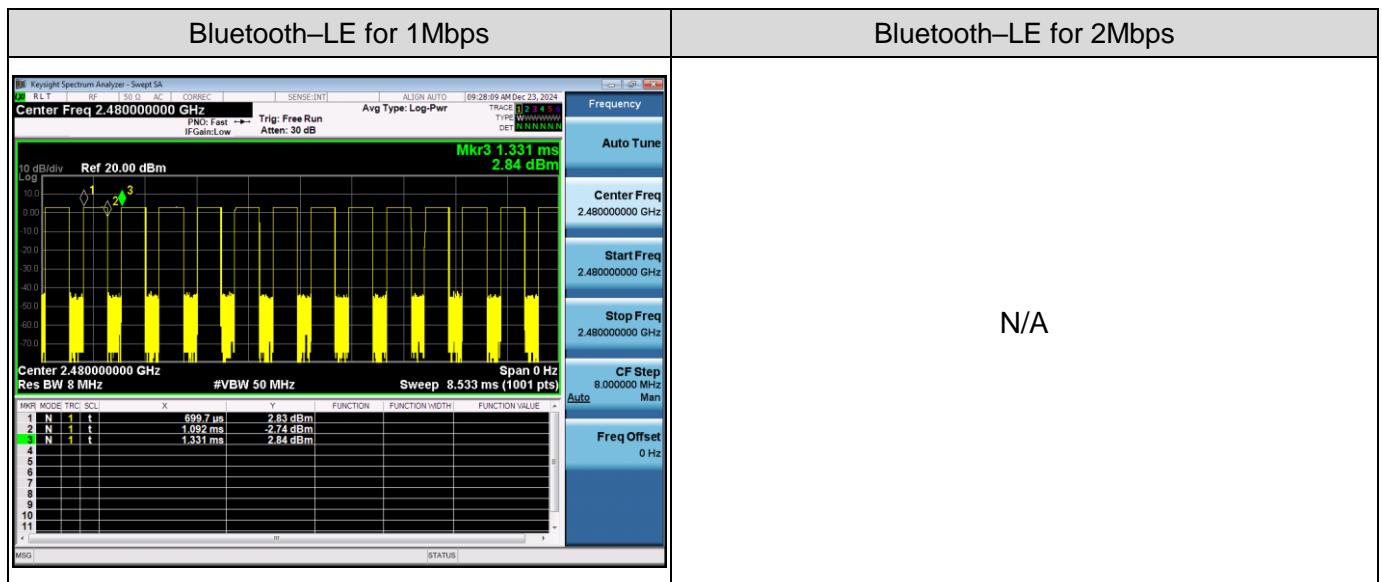 Bluetooth–LE for 1Mbps
Bluetooth–LE for 2Mbps
Keysight Spectrum Analyzer - Swept SA
RLT RF 50 Ω AC CORREC SENSE:INT ALIGN AUTO 09:28:09 AM Dec 23, 2024
Center Freq 2.480000000 GHz
PNO: Fast
IFGain:Low
Trig: Free Run
Atten: 30 dB
Avg Type: Log-Pwr
TRACE 1 2 3 4 5 6
TYPE WWWWWW
DET N N N N N N
Mkr3 1.331 ms
2.84 dBm
10 dB/div Ref 20.00 dBm
Log
10.0
0.00
-10.0
-20.0
-30.0
-40.0
-50.0
-60.0
-70.0
1
2
3
Center 2.480000000 GHz Span 0 Hz
Res BW 8 MHz #VBW 50 MHz Sweep 8.533 ms (1001 pts)
MKR MODE TRC SCL X Y FUNCTION FUNCTION WIDTH FUNCTION VALUE
1 N 1 t 699.7 µs 2.83 dBm
2 N 1 t 1.092 ms -2.74 dBm
3 N 1 t 1.331 ms 2.84 dBm
4
5
6
7
8
9
10
11
MSG STATUS
Frequency
Auto Tune
Center Freq
2.480000000 GHz
Start Freq
2.480000000 GHz
Stop Freq
2.480000000 GHz
CF Step
8.000000 MHz
Auto Man
Freq Offset
0 Hz
N/A